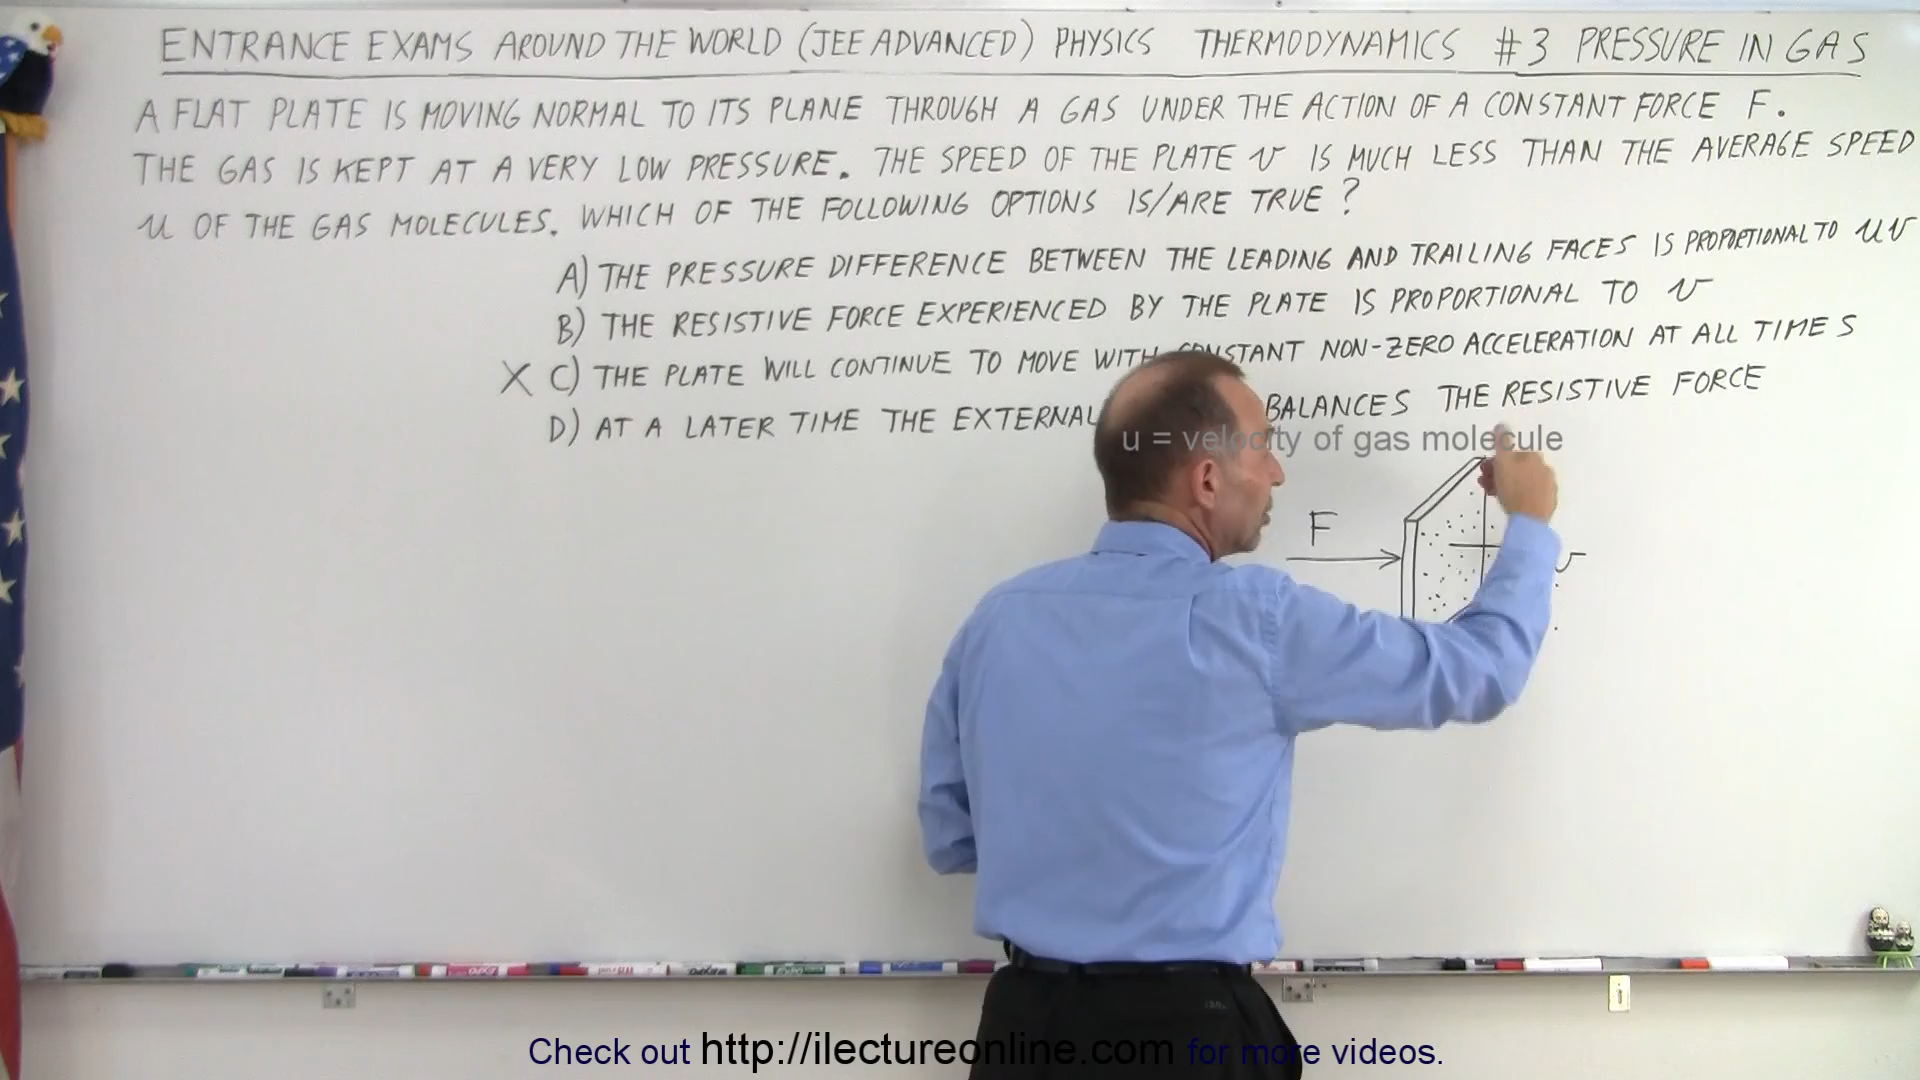 ENTRANCE EXAMS AROUND THE WORLD (JEE ADVANCED) PHYSICS THERMODYNAMICS #3 PRESSURE IN GAS
A FLAT PLATE IS MOVING NORMAL TO ITS PLANE THROUGH A GAS UNDER THE ACTION OF A CONSTANT FORCE F.
THE GAS IS KEPT AT A VERY LOW PRESSURE. THE SPEED OF THE PLATE v IS MUCH LESS THAN THE AVERAGE SPEED
u OF THE GAS MOLECULES. WHICH OF THE FOLLOWING OPTIONS IS/ARE TRUE?
A) THE PRESSURE DIFFERENCE BETWEEN THE LEADING AND TRAILING FACES IS PROPORTIONAL TO uv
B) THE RESISTIVE FORCE EXPERIENCED BY THE PLATE IS PROPORTIONAL TO v
X C) THE PLATE WILL CONTINUE TO MOVE WITH CONSTANT NON-ZERO ACCELERATION AT ALL TIMES
D) AT A LATER TIME THE EXTERNAL BALANCES THE RESISTIVE FORCE
u = velocity of gas molecule
F
v
Check out http://ilectureonline.com for more videos.